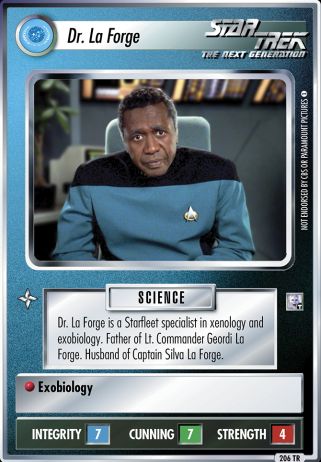 Dr. La Forge
STAR TREK
THE NEXT GENERATION
NOT ENDORSED BY CBS OR PARAMOUNT PICTURES
SCIENCE
Dr. La Forge is a Starfleet specialist in xenology and
exobiology. Father of Lt. Commander Geordi La
Forge. Husband of Captain Silva La Forge.
Exobiology
INTEGRITY 7 CUNNING 7 STRENGTH 4
206 TR